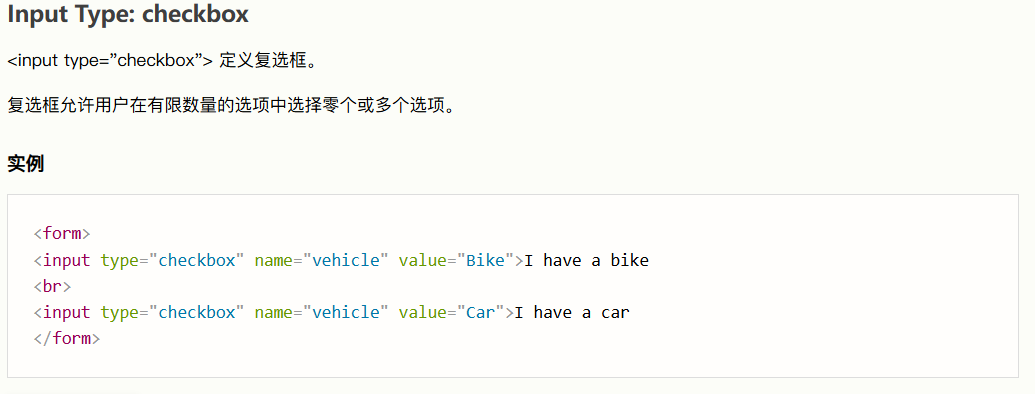 Input Type: checkbox
<input type=”checkbox”> 定义复选框。
复选框允许用户在有限数量的选项中选择零个或多个选项。
实例
<form>
<input type="checkbox" name="vehicle" value="Bike">I have a bike
<br>
<input type="checkbox" name="vehicle" value="Car">I have a car
</form>